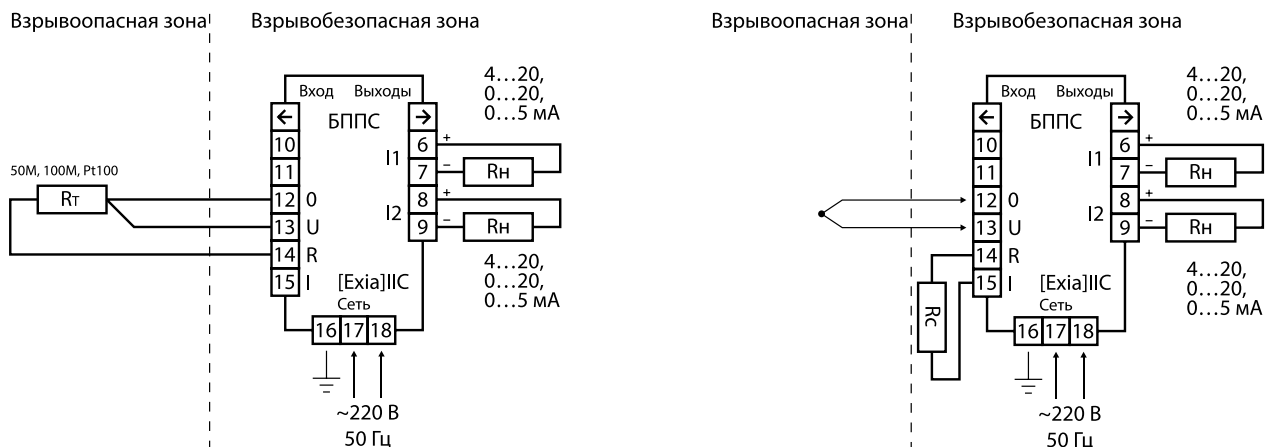 Взрывоопасная зона
Взрывобезопасная зона
4…20,
0…20,
0…5 мА
Вход
Выходы
БППС
10
11
12 0
13 U
14 R
15 I
6
+
7
–
8
+
9
–
I1
I2
Rн
Rн
50М, 100М, Pt100
Rт
4…20,
0…20,
0…5 мА
[Exia]IIC
Сеть
16 17 18
~220 В
50 Гц
Взрывоопасная зона
Взрывобезопасная зона
4…20,
0…20,
0…5 мА
Вход
Выходы
БППС
10
11
12 0
13 U
14 R
15 I
6
+
7
–
8
+
9
–
I1
I2
Rн
Rн
Rc
4…20,
0…20,
0…5 мА
[Exia]IIC
Сеть
16 17 18
~220 В
50 Гц